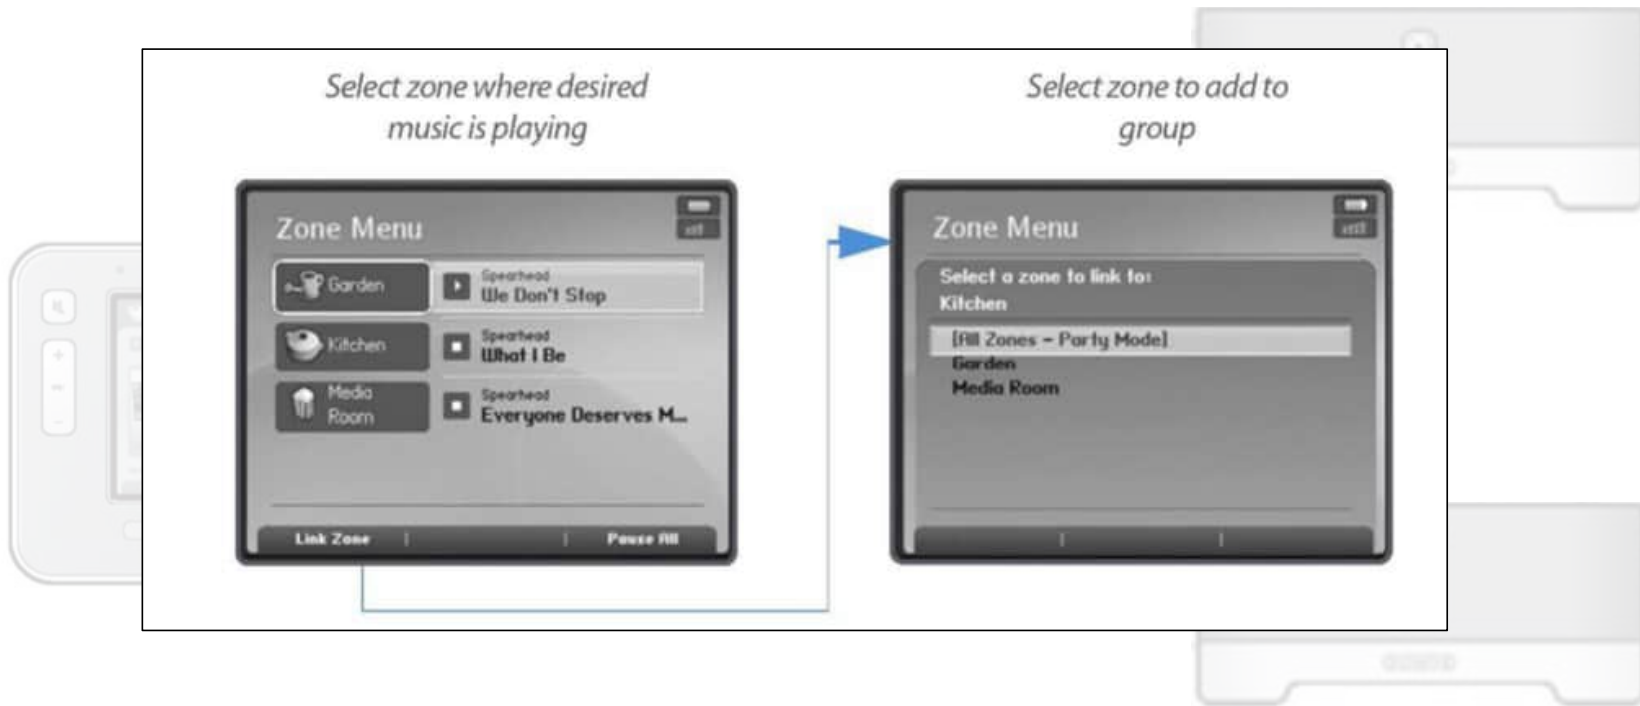 Select zone where desired
music is playing
Zone Menu
Garden
Spearhead
We Don't Stop
Kitchen
Spearhead
What I Be
Media
Room
Spearhead
Everyone Deserves M...
Link Zone
Pause All
Select zone to add to
group
Zone Menu
Select a zone to link to:
Kitchen
[All Zones - Party Mode]
Garden
Media Room